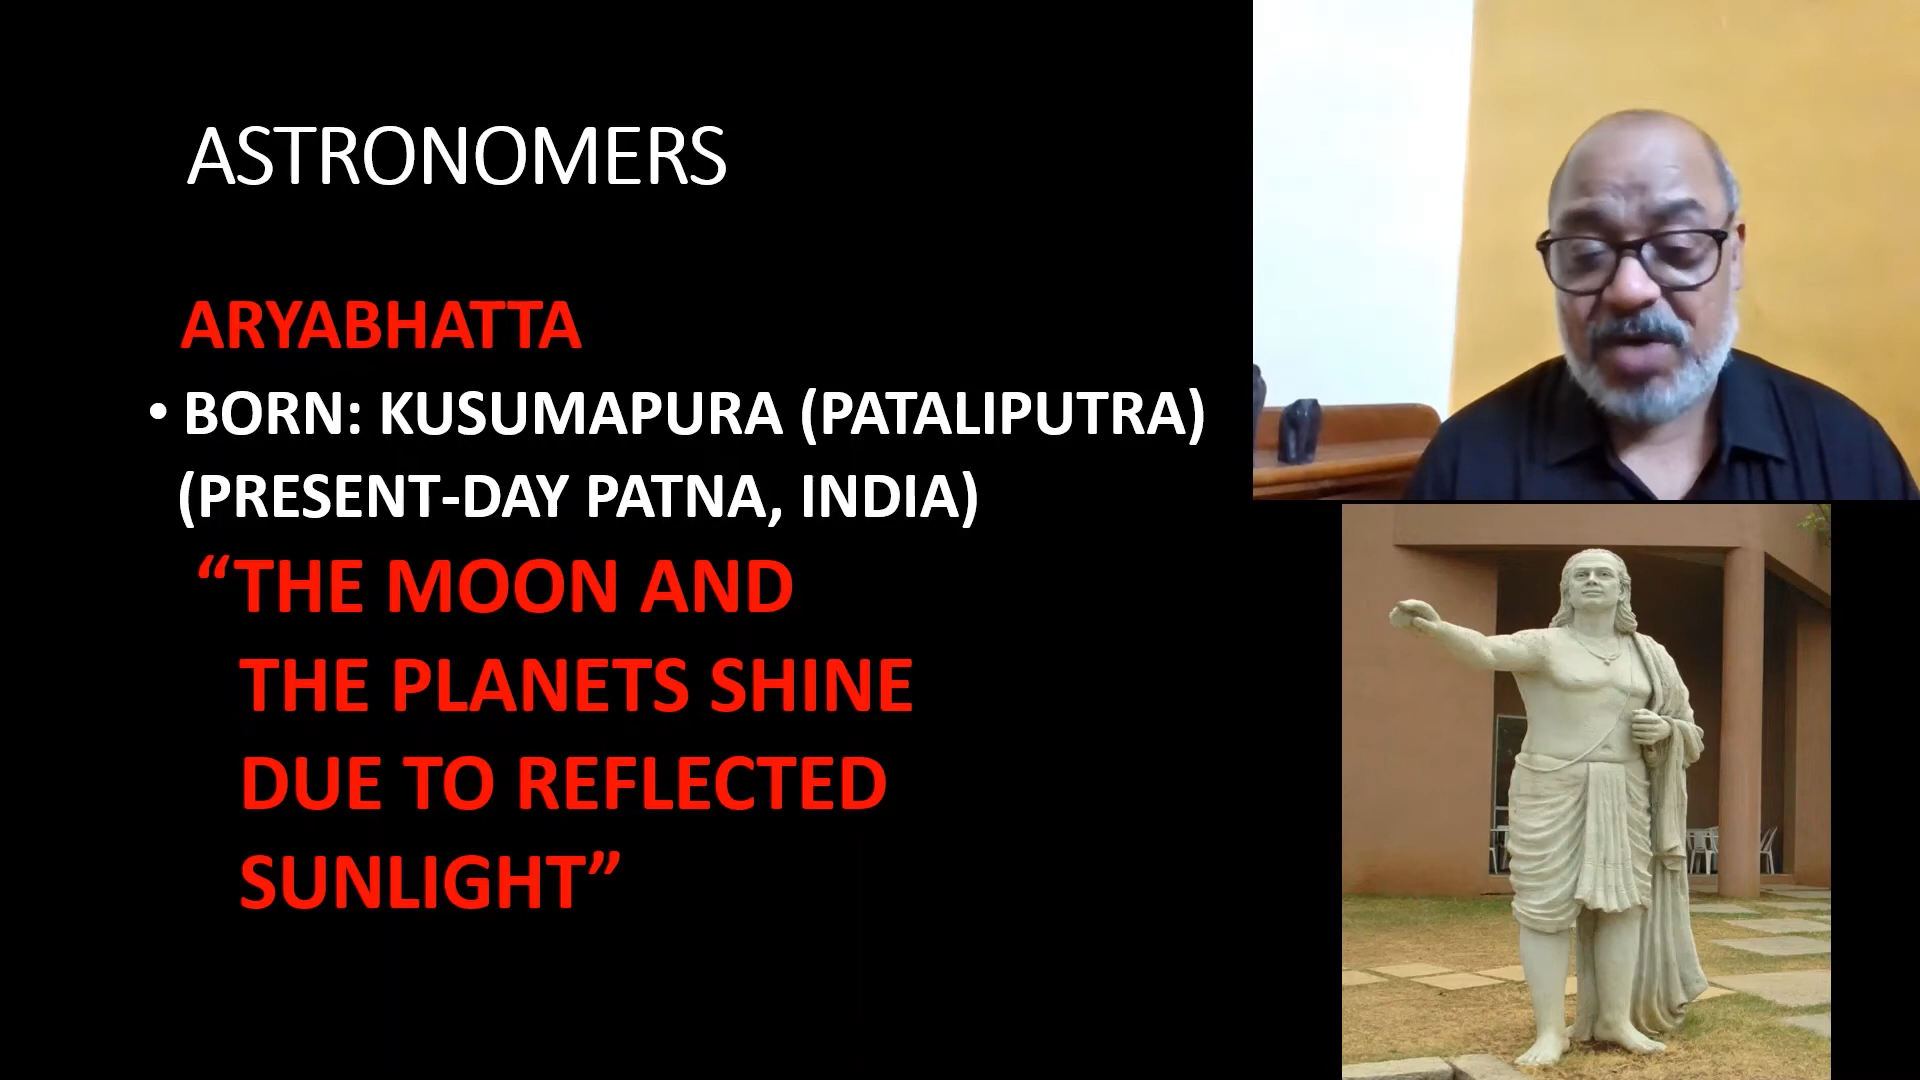 ASTRONOMERS
ARYABHATTA
• BORN: KUSUMAPURA (PATALIPUTRA)
(PRESENT-DAY PATNA, INDIA)
“THE MOON AND
THE PLANETS SHINE
DUE TO REFLECTED
SUNLIGHT”